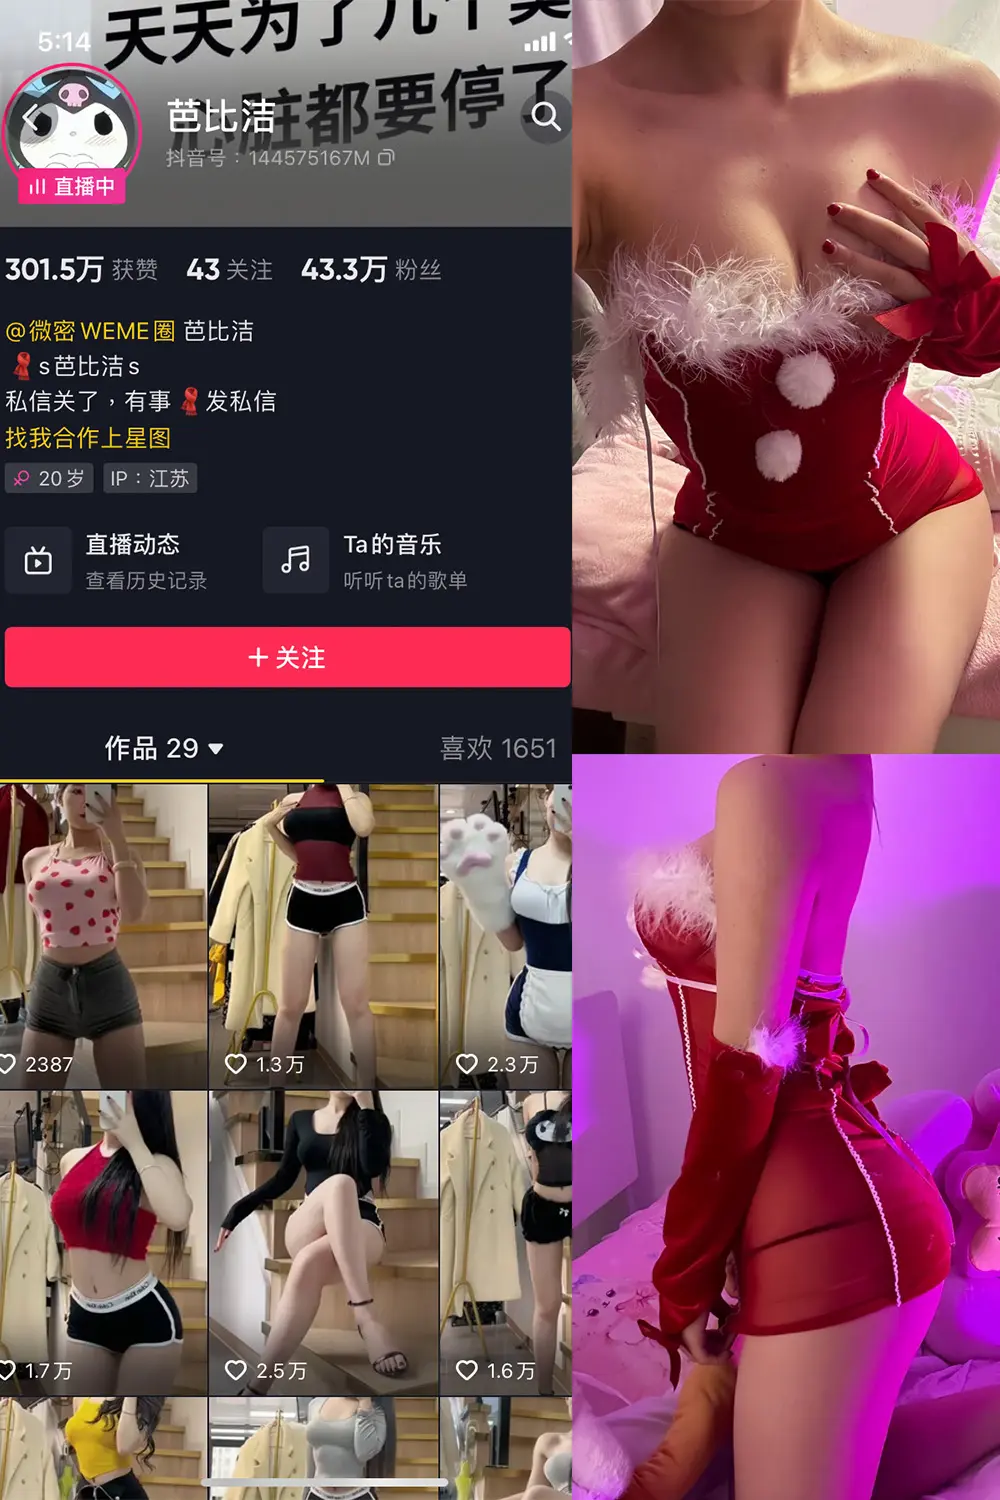 天天为了几个
5:14
心脏都要停了
芭比洁
抖音号：144575167M
直播中
301.5万 获赞 43 关注 43.3万 粉丝
@微密 WEME圈 芭比洁
s芭比洁s
私信关了，有事 发私信
找我合作上星图
20岁 IP：江苏
直播动态
查看历史记录
Ta的音乐
听听ta的歌单
+ 关注
作品 29 喜欢 1651
2387 1.3万 2.3万
1.7万 2.5万 1.6万